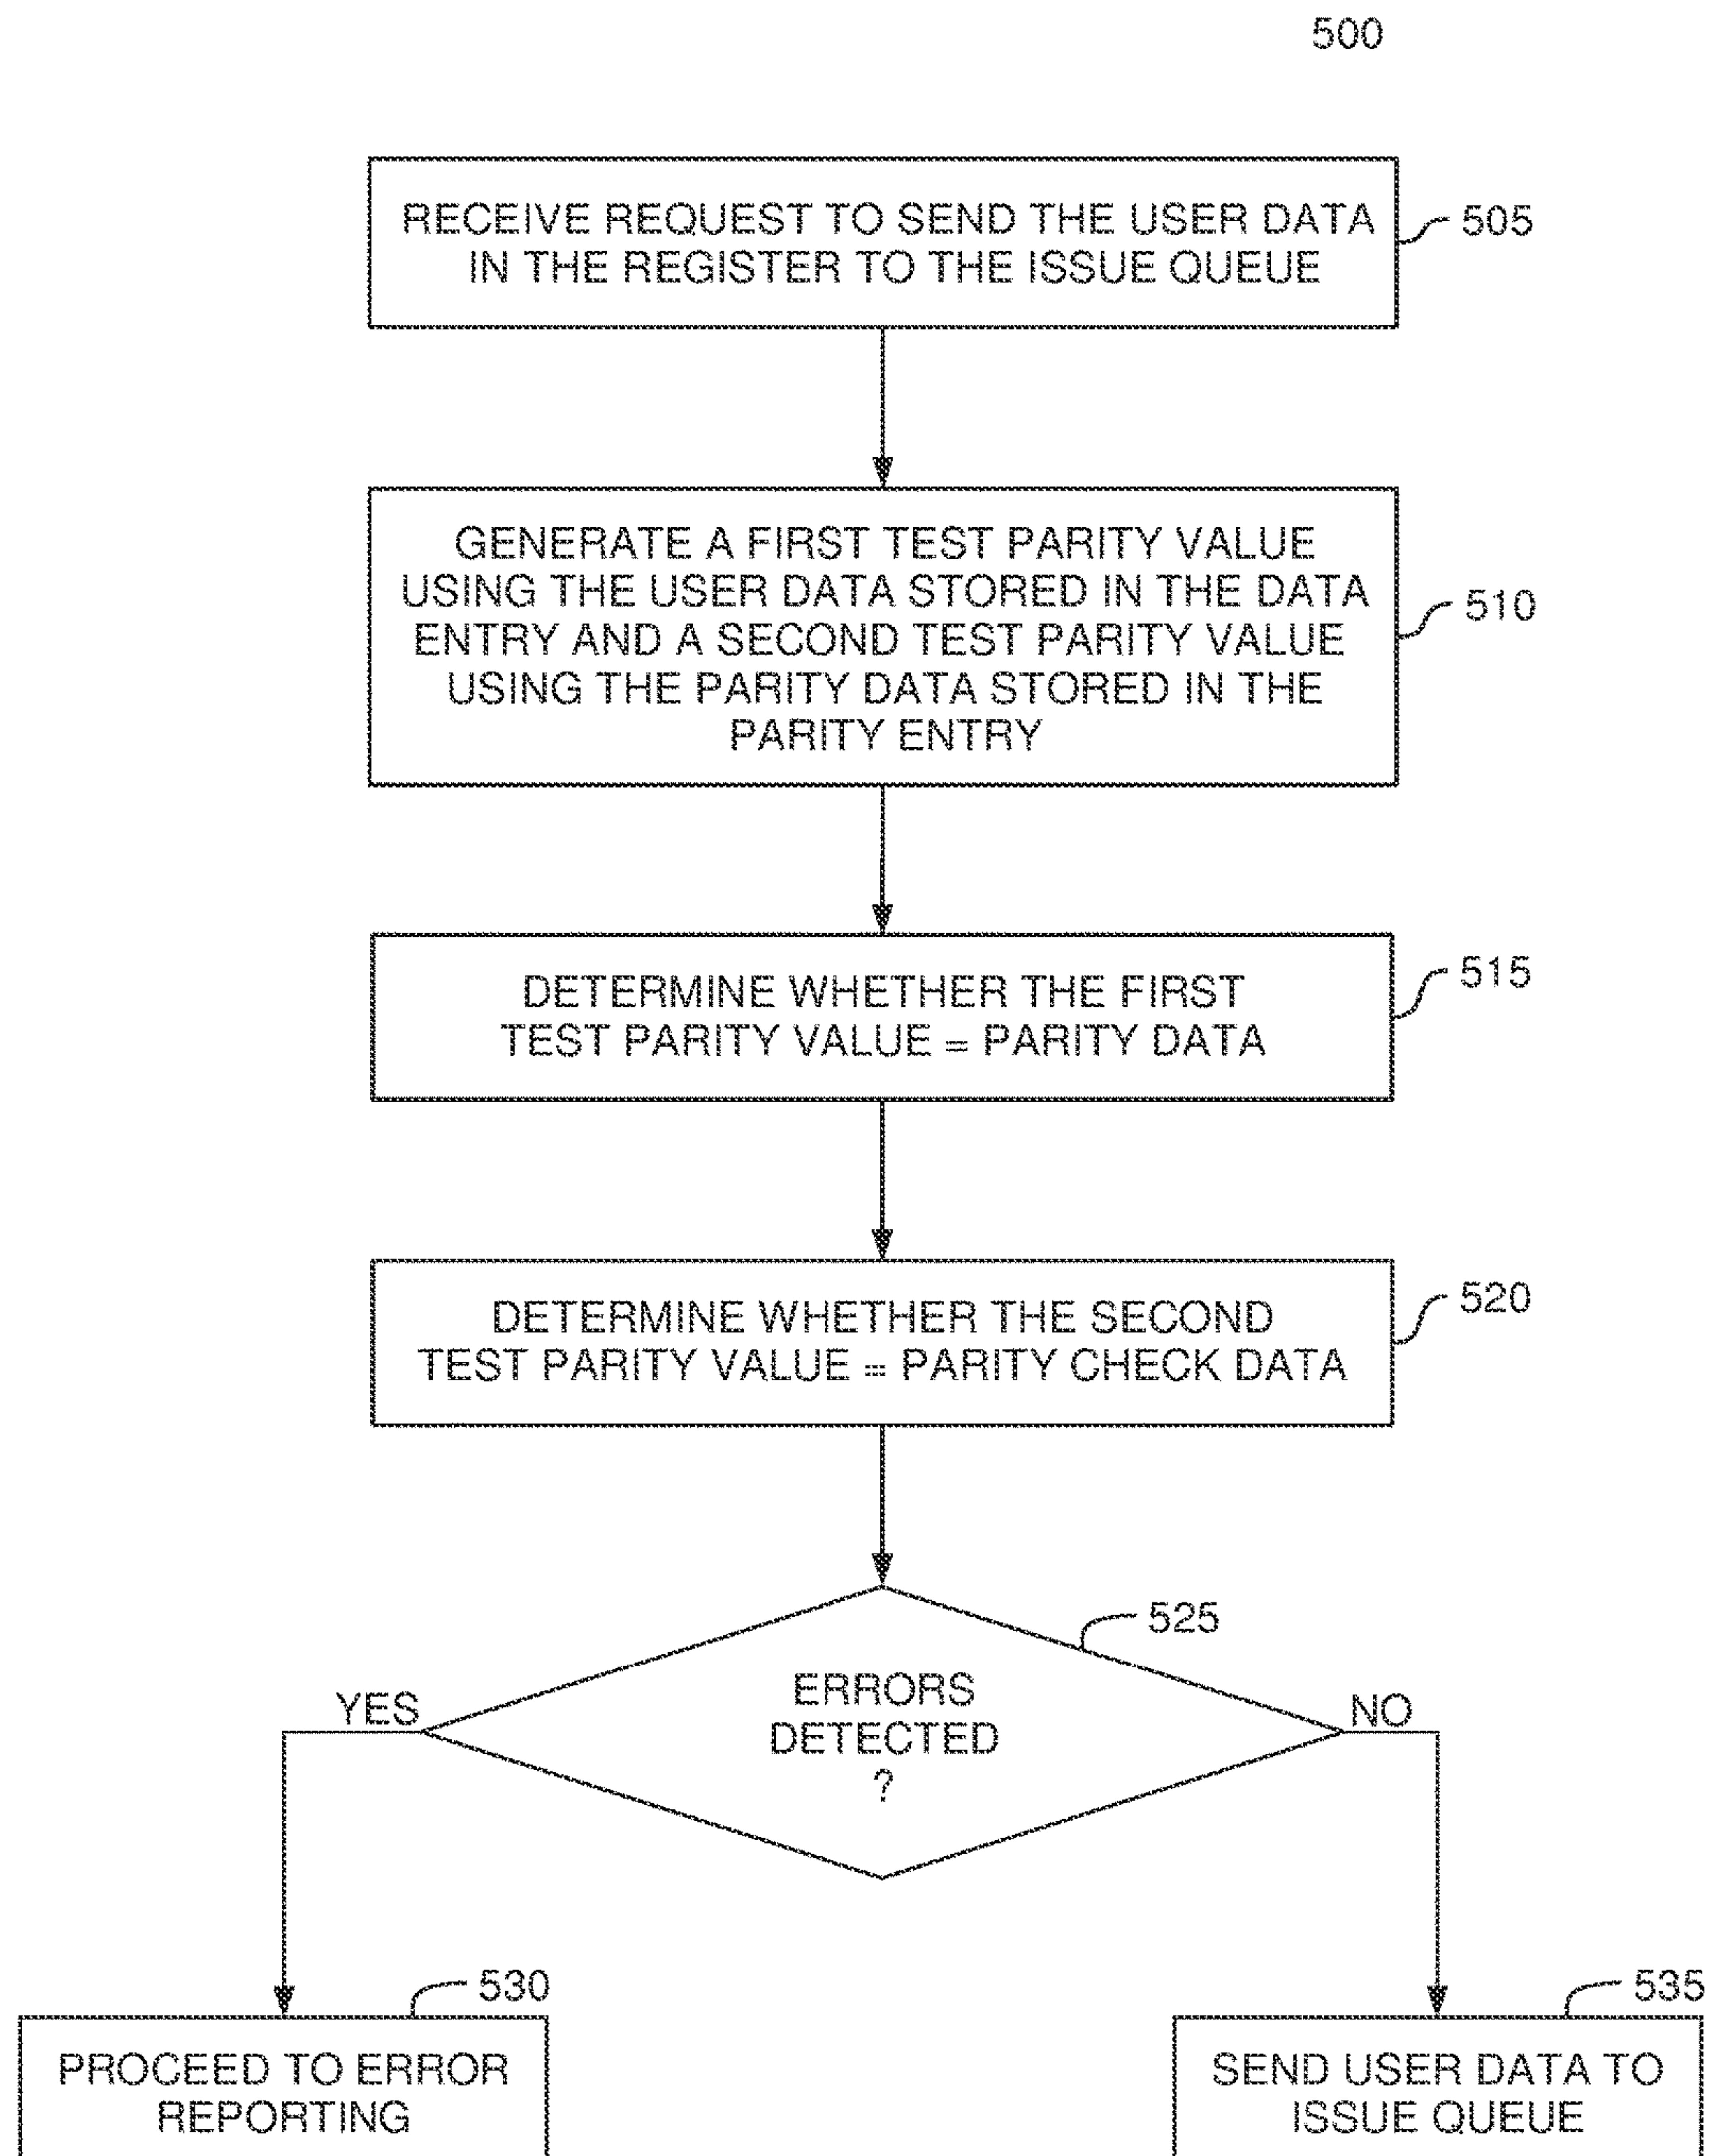 500
RECEIVE REQUEST TO SEND THE USER DATA
IN THE REGISTER TO THE ISSUE QUEUE
505
GENERATE A FIRST TEST PARITY VALUE
USING THE USER DATA STORED IN THE DATA
ENTRY AND A SECOND TEST PARITY VALUE
USING THE PARITY DATA STORED IN THE
PARITY ENTRY
510
DETERMINE WHETHER THE FIRST
TEST PARITY VALUE = PARITY DATA
515
DETERMINE WHETHER THE SECOND
TEST PARITY VALUE = PARITY CHECK DATA
520
525
ERRORS
DETECTED
?
YES
NO
530
PROCEED TO ERROR
REPORTING
535
SEND USER DATA TO
ISSUE QUEUE